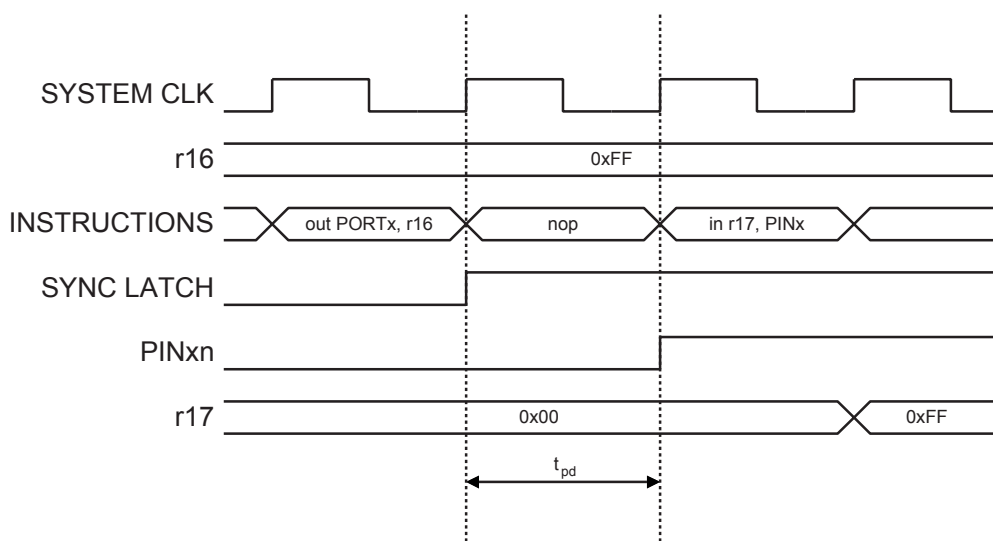 SYSTEM CLK
r16
0xFF
INSTRUCTIONS
out PORTx, r16
nop
in r17, PINx
SYNC LATCH
PINxn
r17
0x00
0xFF
tpd